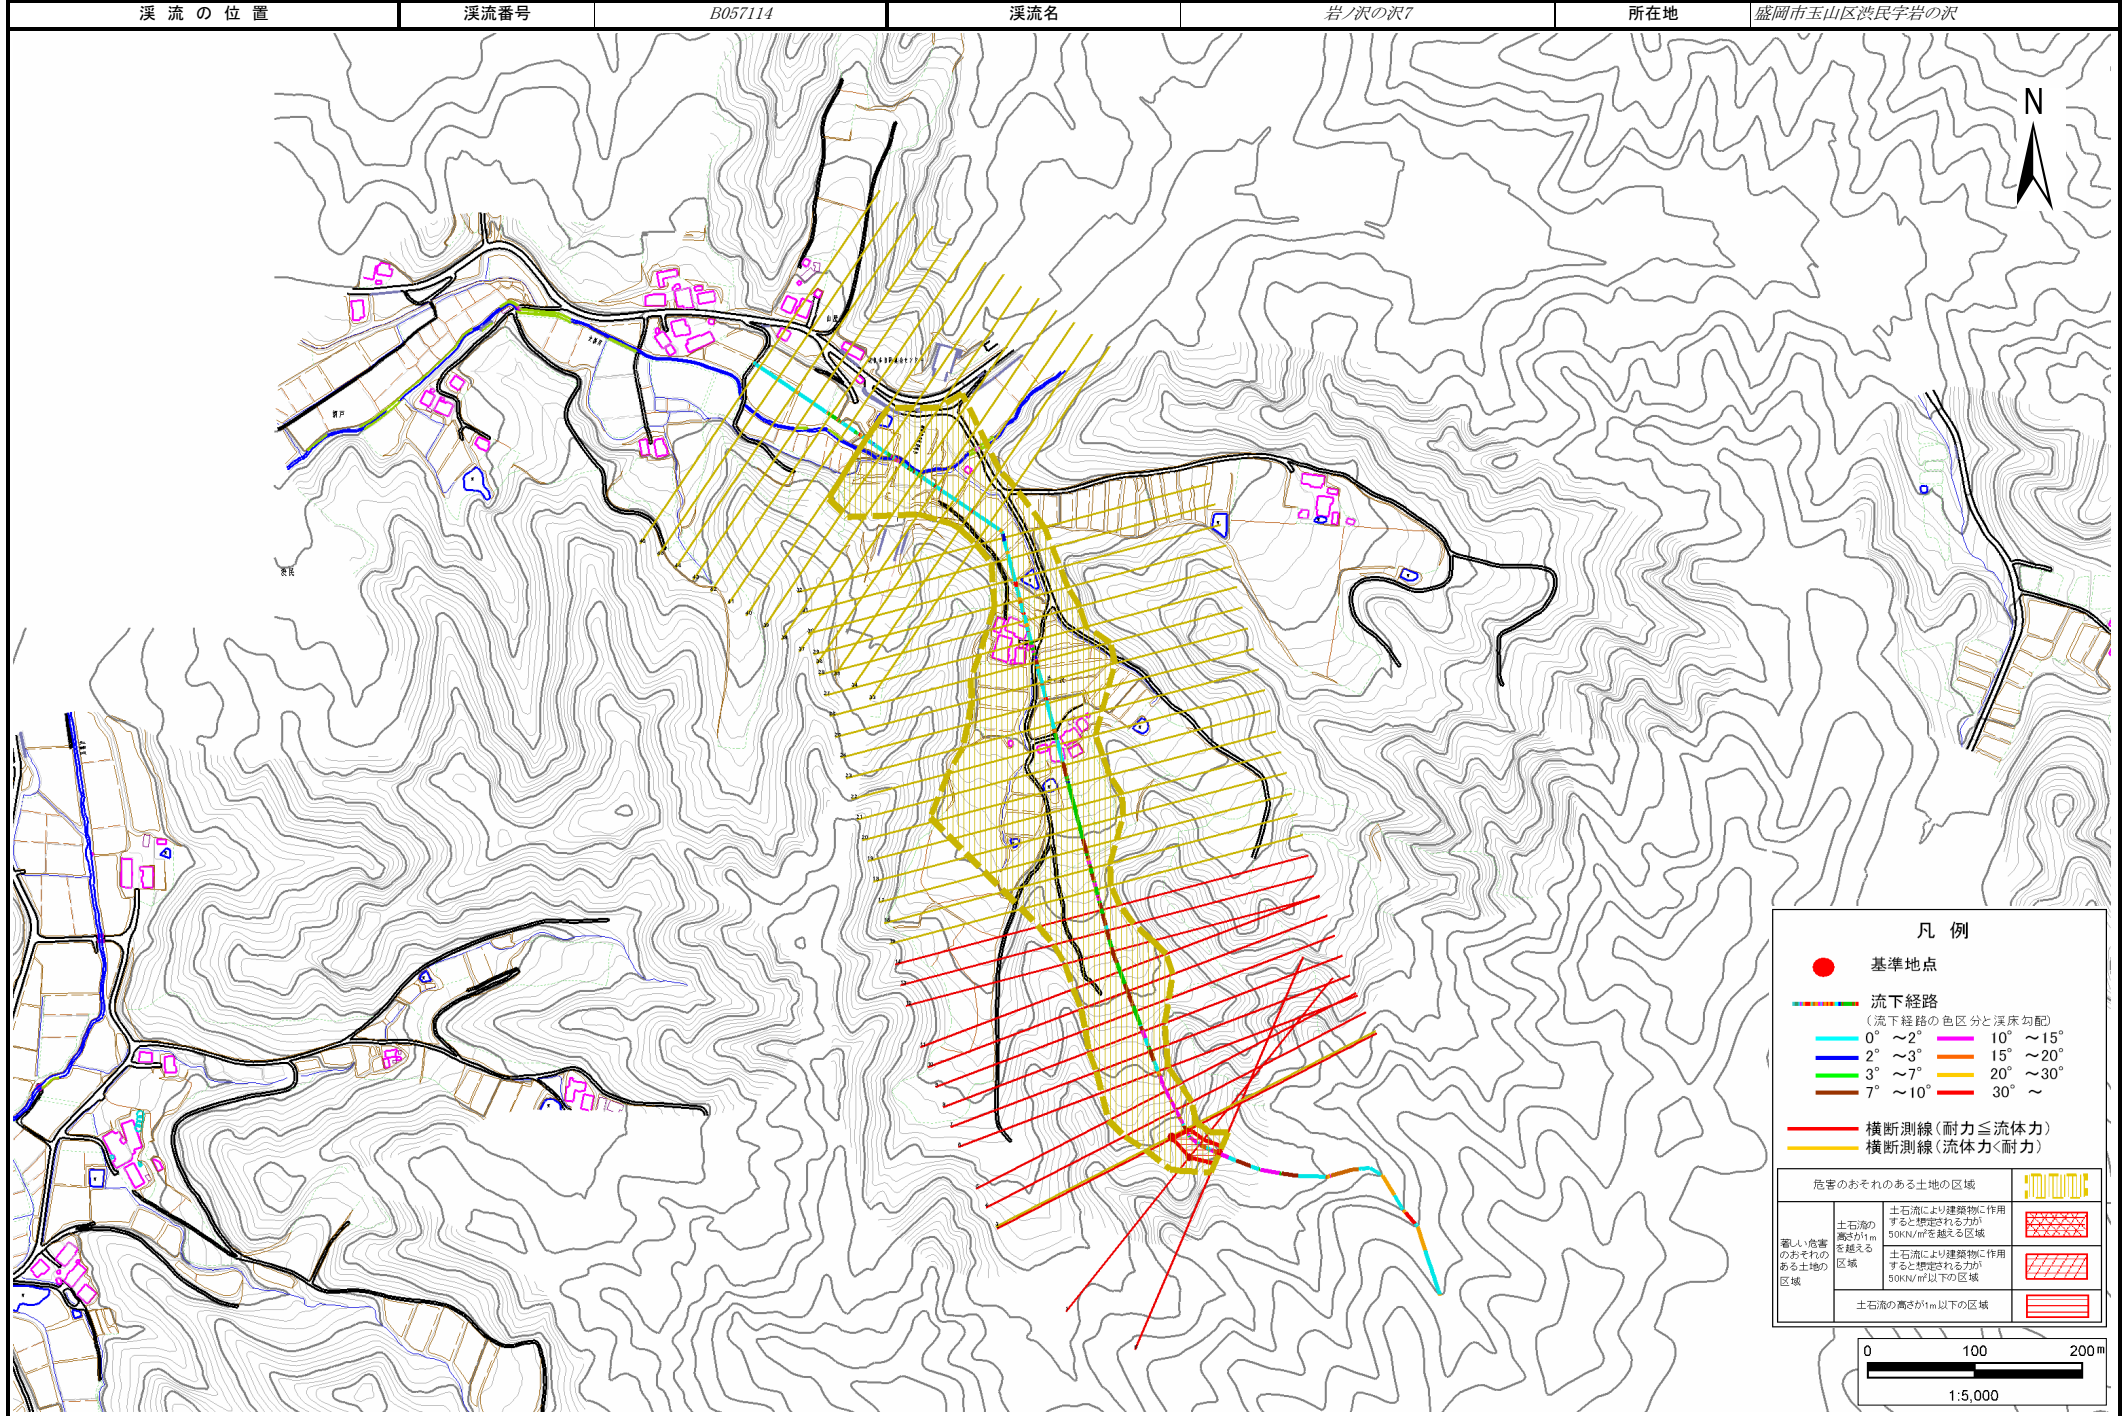 渓流の位置 渓流番号 B057114 渓流名 岩ノ沢の沢7 所在地 盛岡市玉山区渋民字岩の沢
N
渋民
凡例
基準地点
流下経路
(流下経路の色区分と渓床勾配)
0° ～2° 10° ～15°
2° ～3° 15° ～20°
3° ～7° 20° ～30°
7° ～10° 30° ～
横断測線(耐力≦流体力)
横断測線(流体力<耐力)
危害のおそれのある土地の区域
著しい危害
のおそれの
ある土地の
区域
土石流の
高さが1m
を越える
区域
土石流により建築物に作用
すると想定される力が
50KN/㎡を越える区域
土石流により建築物に作用
すると想定される力が
50KN/㎡以下の区域
土石流の高さが1m以下の区域
0 100 200m
1:5,000